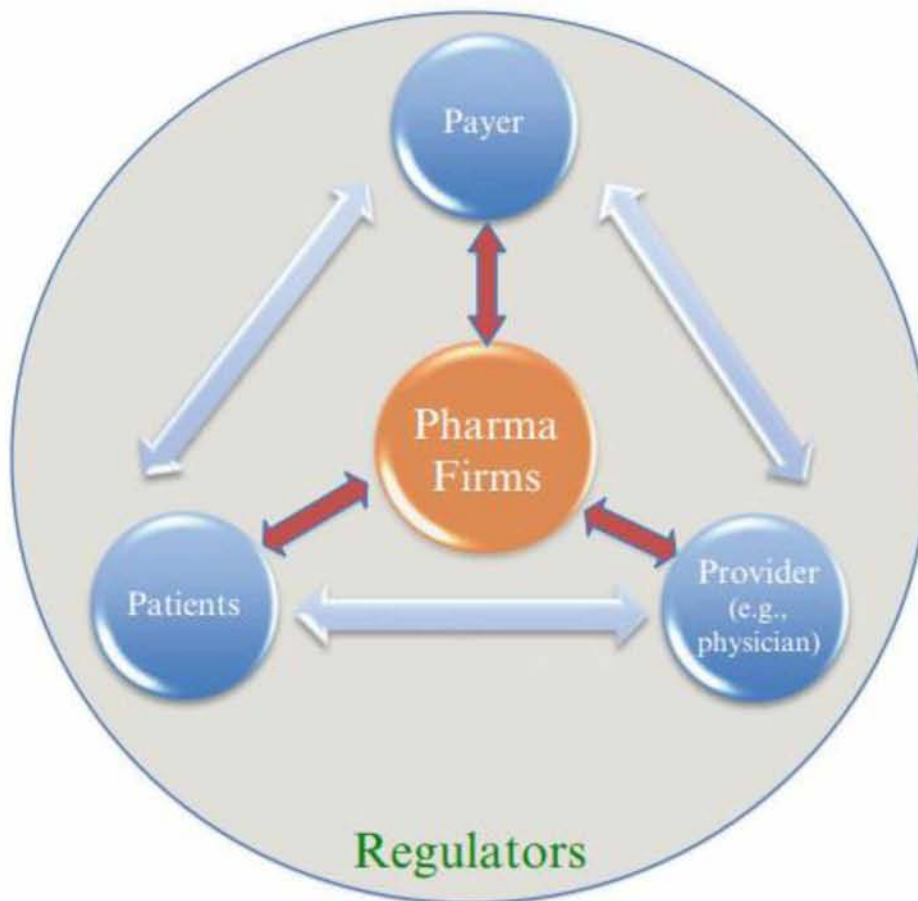 Payer
Pharma
Firms
Patients
Provider
(e.g.,
physician)
Regulators